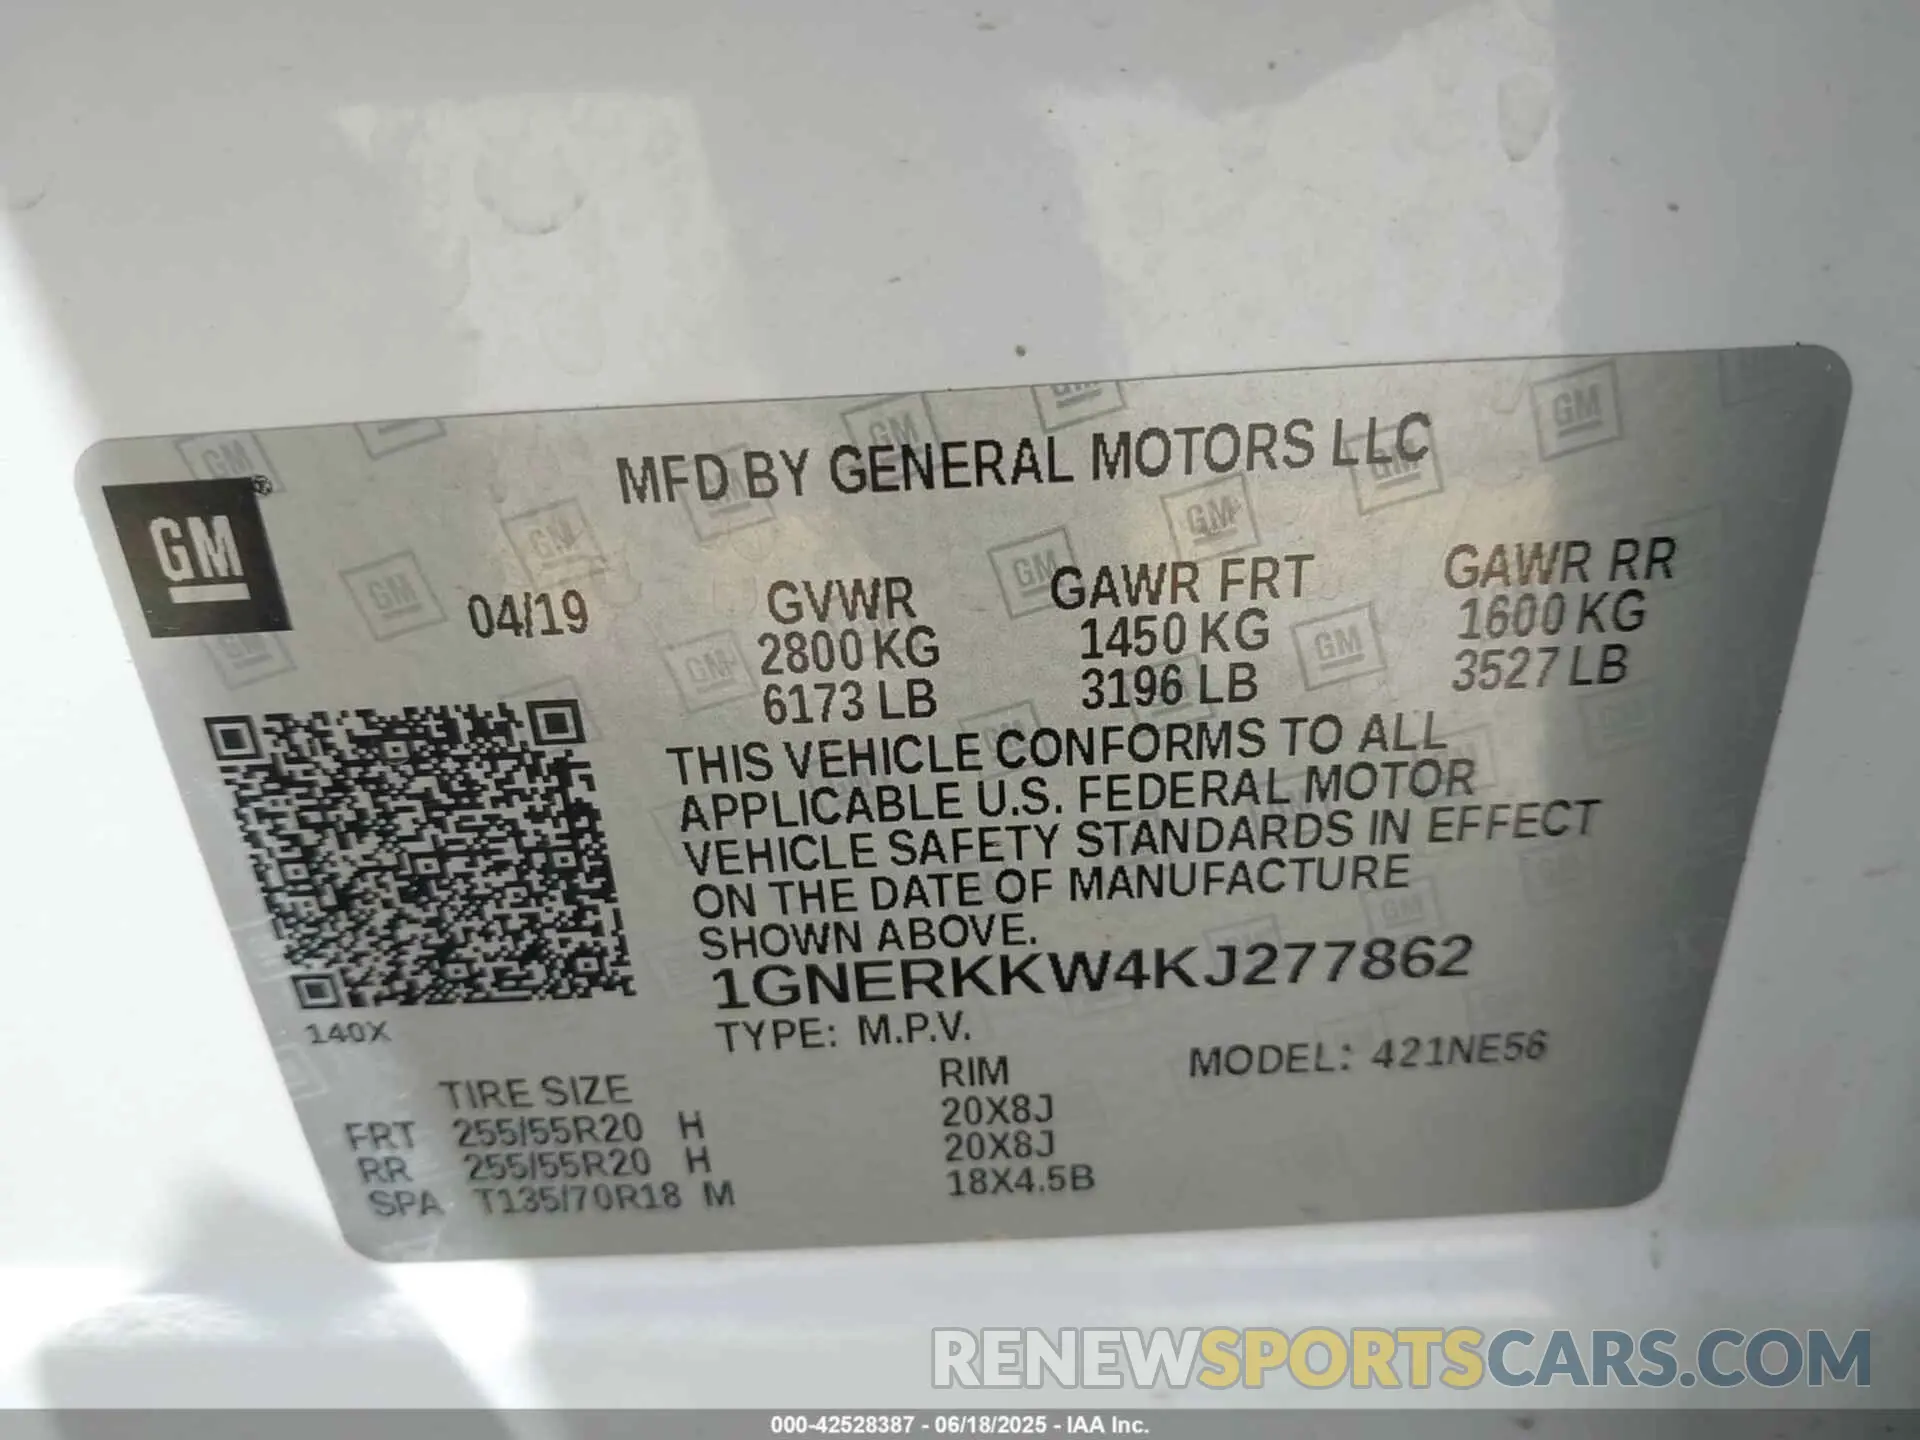 MFD BY GENERAL MOTORS LLC
GM®
04/19
GVWR
2800 KG
6173 LB
GAWR FRT
1450 KG
3196 LB
GAWR RR
1600 KG
3527 LB
THIS VEHICLE CONFORMS TO ALL
APPLICABLE U.S. FEDERAL MOTOR
VEHICLE SAFETY STANDARDS IN EFFECT
ON THE DATE OF MANUFACTURE
SHOWN ABOVE.
1GNERKKW4KJ277862
140X
TYPE: M.P.V.
MODEL: 421NE56
TIRE SIZE RIM
FRT 255/55R20 H 20X8J
RR 255/55R20 H 20X8J
SPA T135/70R18 M 18X4.5B
RENEWSPORTSCARS.COM
000-42528387 - 06/18/2025 - IAA Inc.